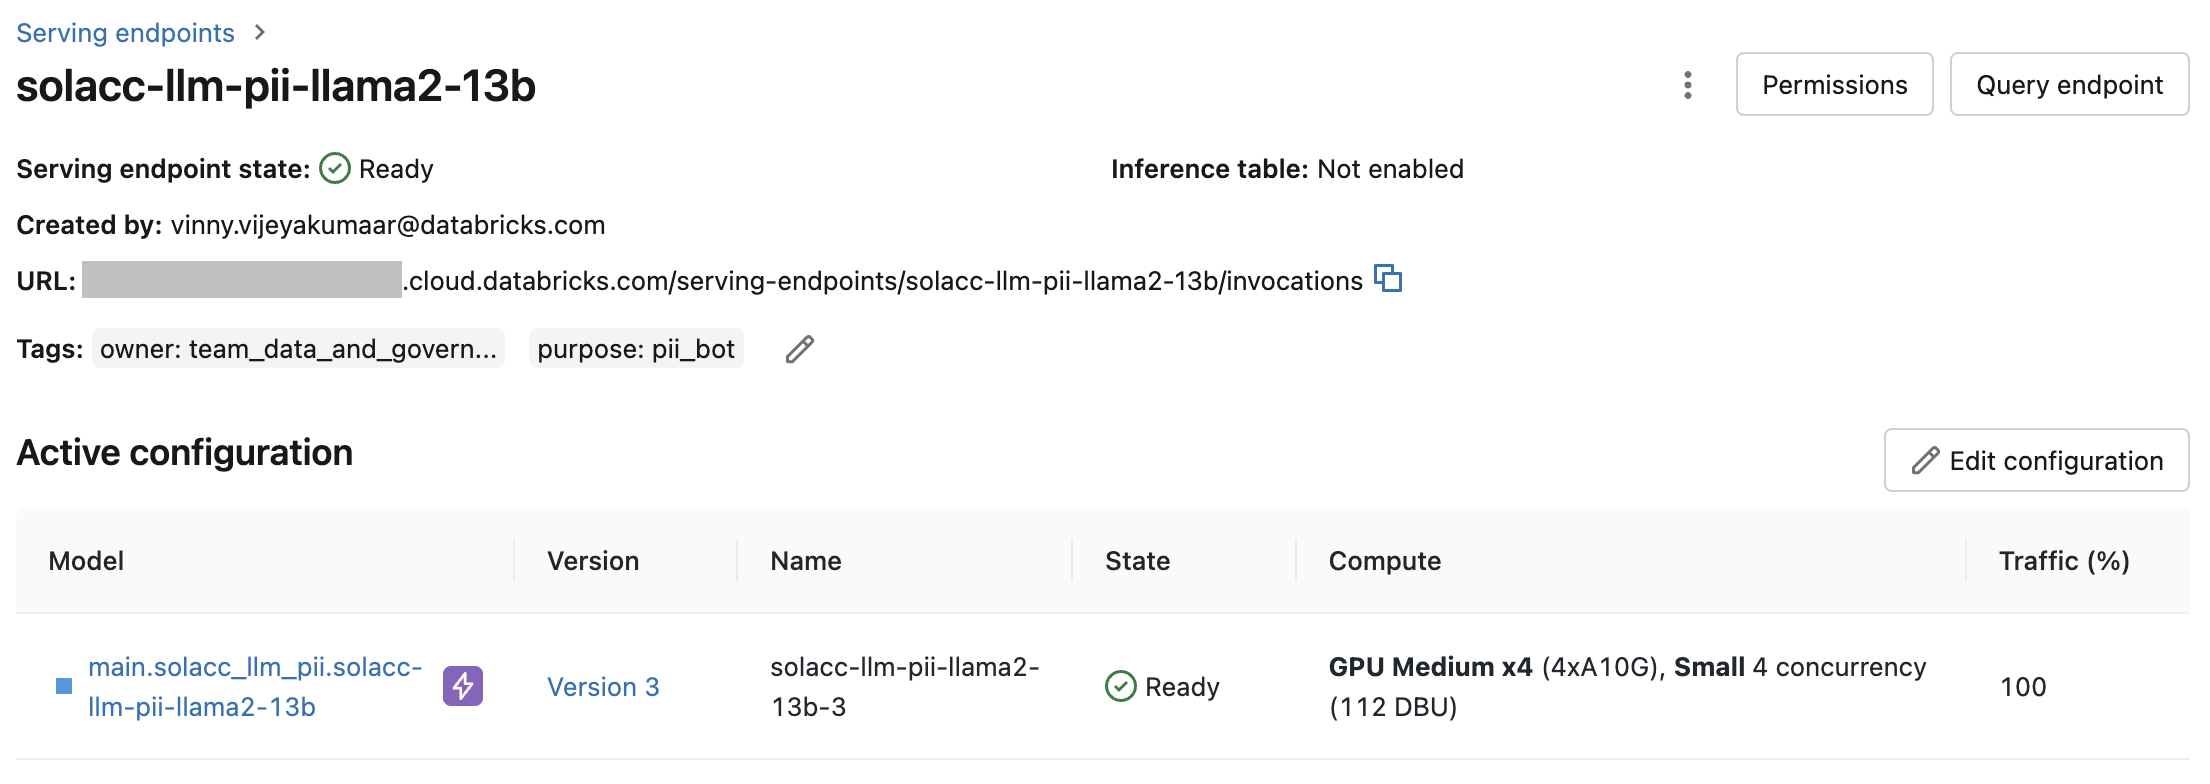 Serving endpoints >
solacc-llm-pii-llama2-13b
Permissions
Query endpoint
Serving endpoint state: Ready
Inference table: Not enabled
Created by: vinny.vijeyakumaar@databricks.com
URL: .cloud.databricks.com/serving-endpoints/solacc-llm-pii-llama2-13b/invocations
Tags: owner: team_data_and_govern... purpose: pii_bot
Active configuration
Edit configuration
Model Version Name State Compute Traffic (%)
main.solacc_llm_pii.solacc-
llm-pii-llama2-13b
Version 3
solacc-llm-pii-llama2-
13b-3
Ready
GPU Medium x4 (4xA10G), Small 4 concurrency
(112 DBU)
100